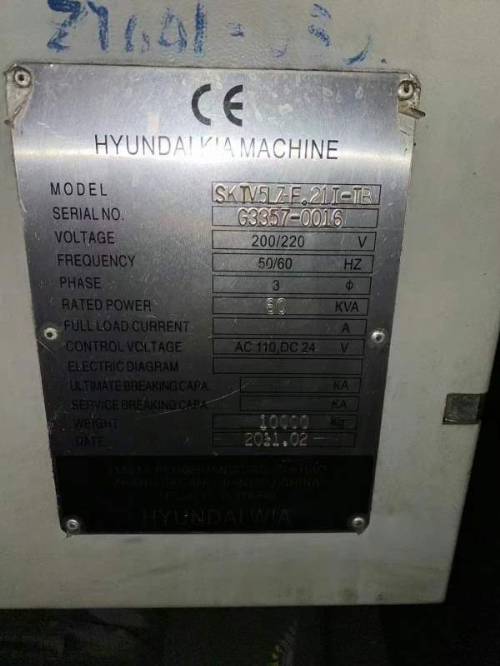 CE
HYUNDAI KIA MACHINE
MODEL
SERIAL NO. G3357-0016
VOLTAGE 200/220 V
FREQUENCY 50/60 HZ
PHASE 3 Φ
RATED POWER 60 KVA
FULL LOAD CURRENT A
CONTROL VOLTAGE AC 110,DC 24 V
ELECTRIC DIAGRAM
ULTIMATE BREAKING CAPA. KA
SERVICE BREAKING CAPA. KA
WEIGHT 10000 Kg
DATE 2011.02
HYUNDAI WIA